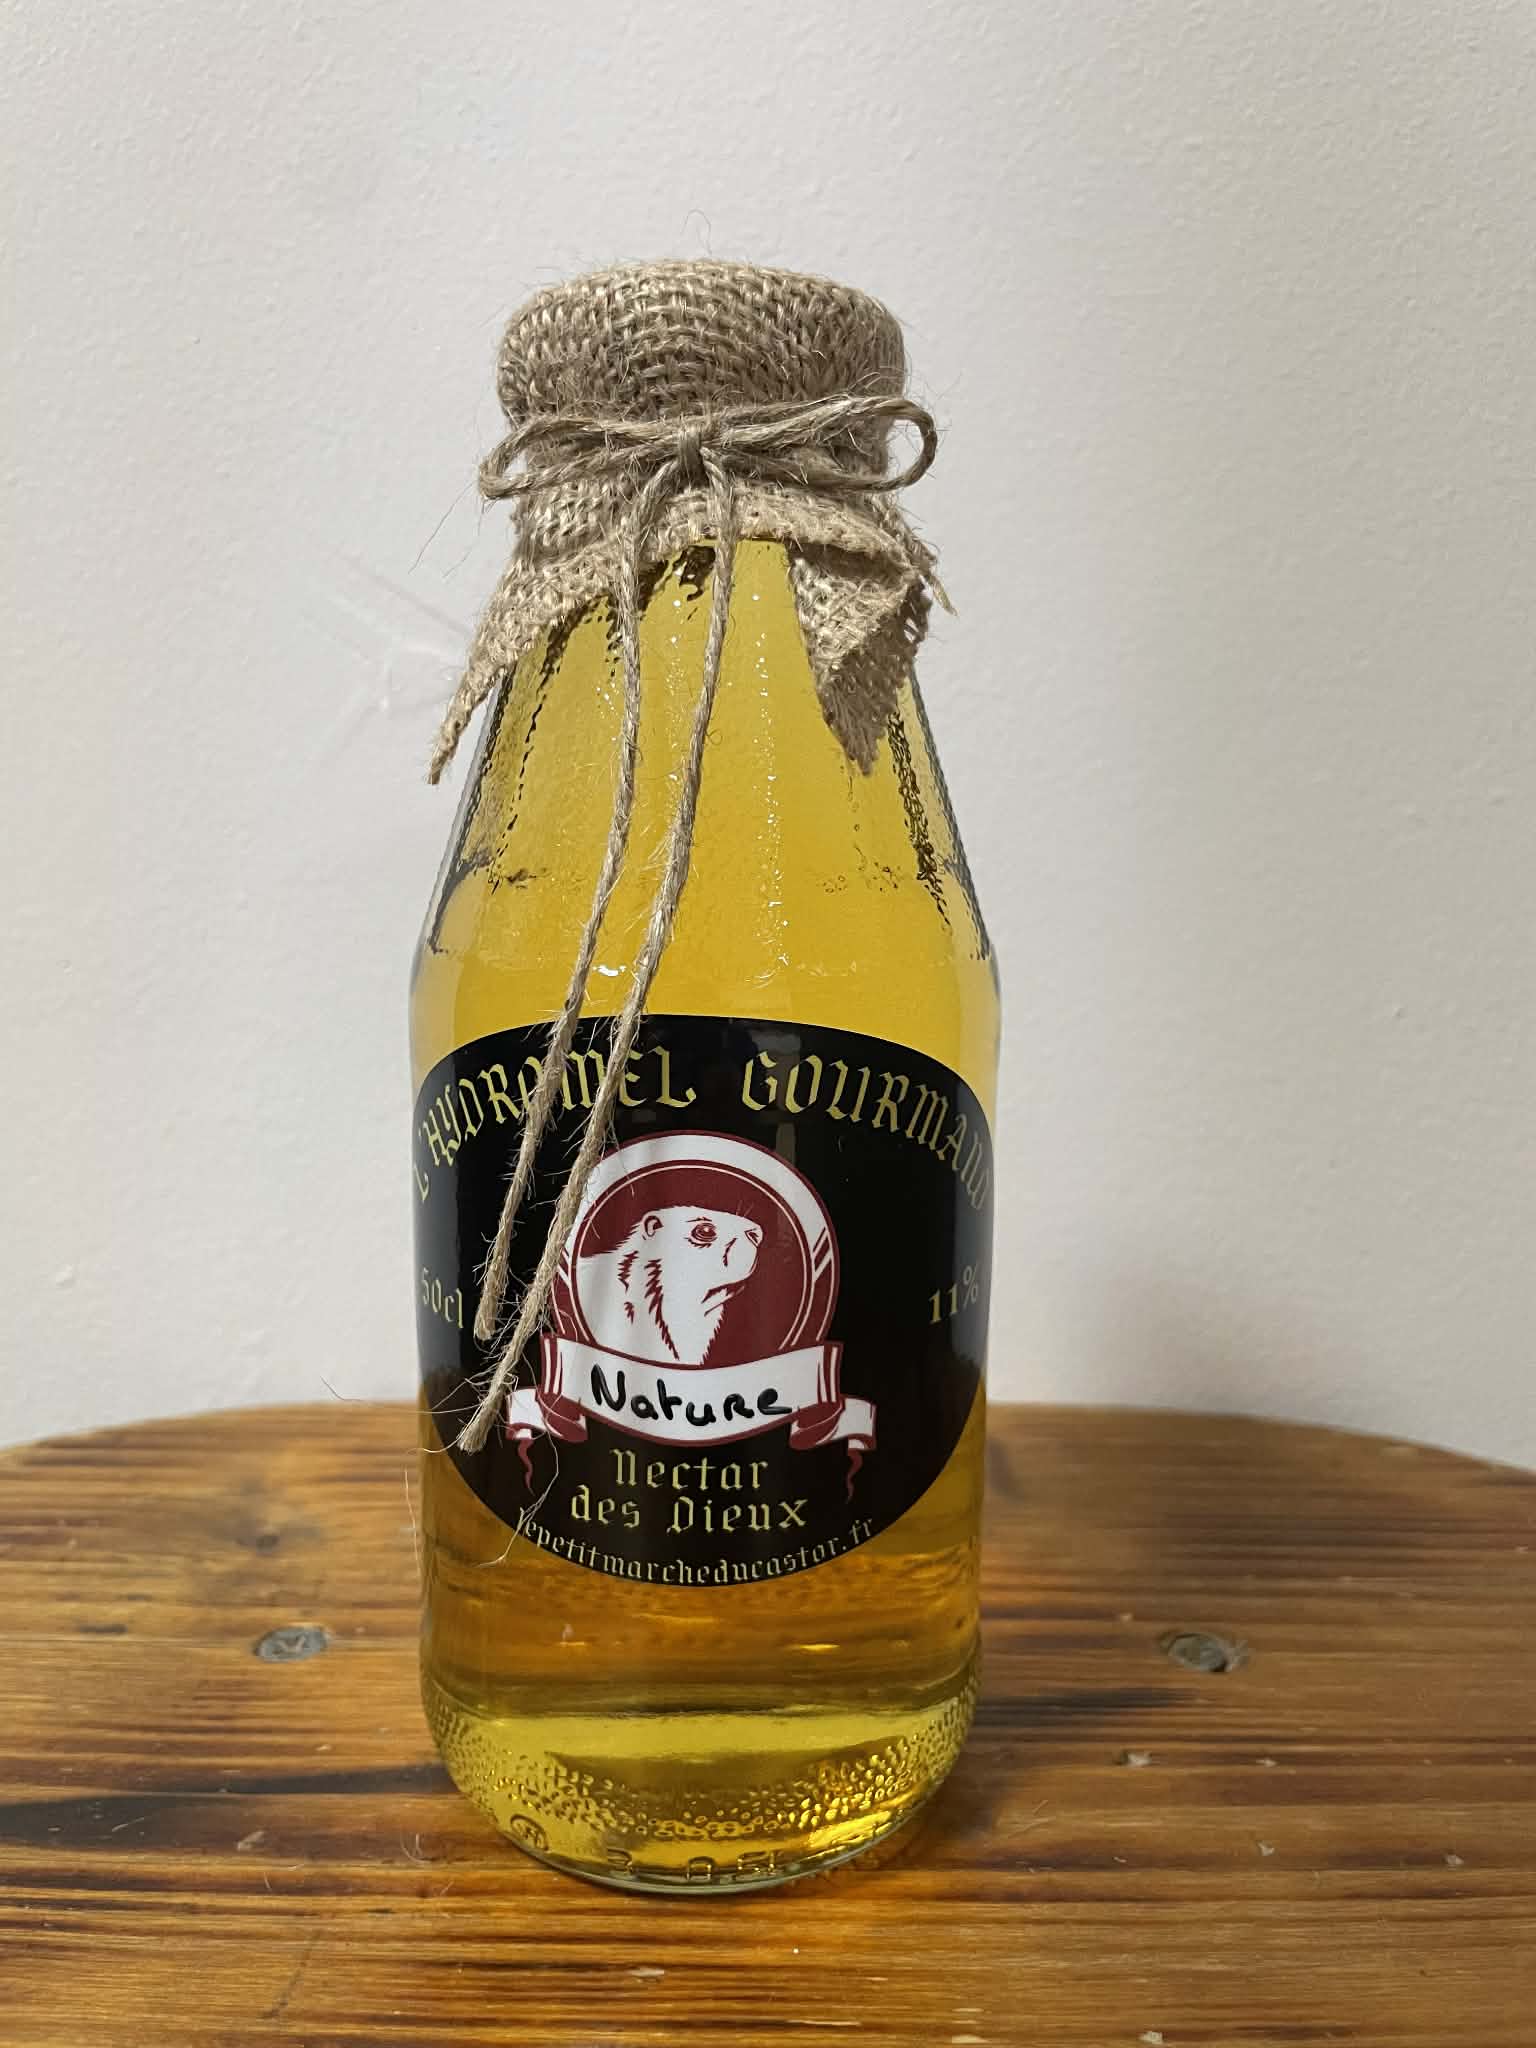 L'HYDROMEL GOURMAND
50cl
11%
Nature
Nectar
des Dieux
lepetitmarcheducastor.fr